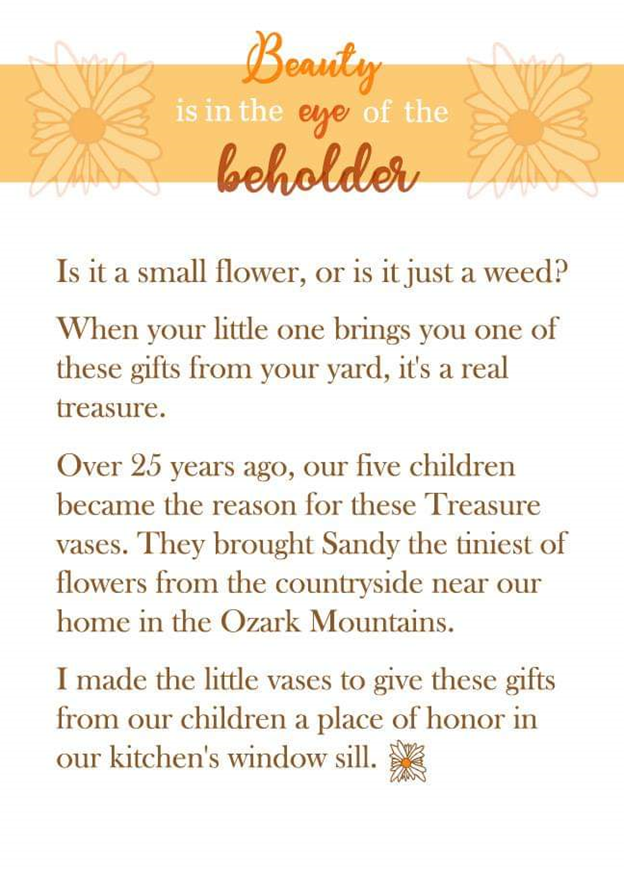 Beauty
is in the eye of the
beholder
Is it a small flower, or is it just a weed?
When your little one brings you one of
these gifts from your yard, it's a real
treasure.
Over 25 years ago, our five children
became the reason for these Treasure
vases. They brought Sandy the tiniest of
flowers from the countryside near our
home in the Ozark Mountains.
I made the little vases to give these gifts
from our children a place of honor in
our kitchen's window sill.